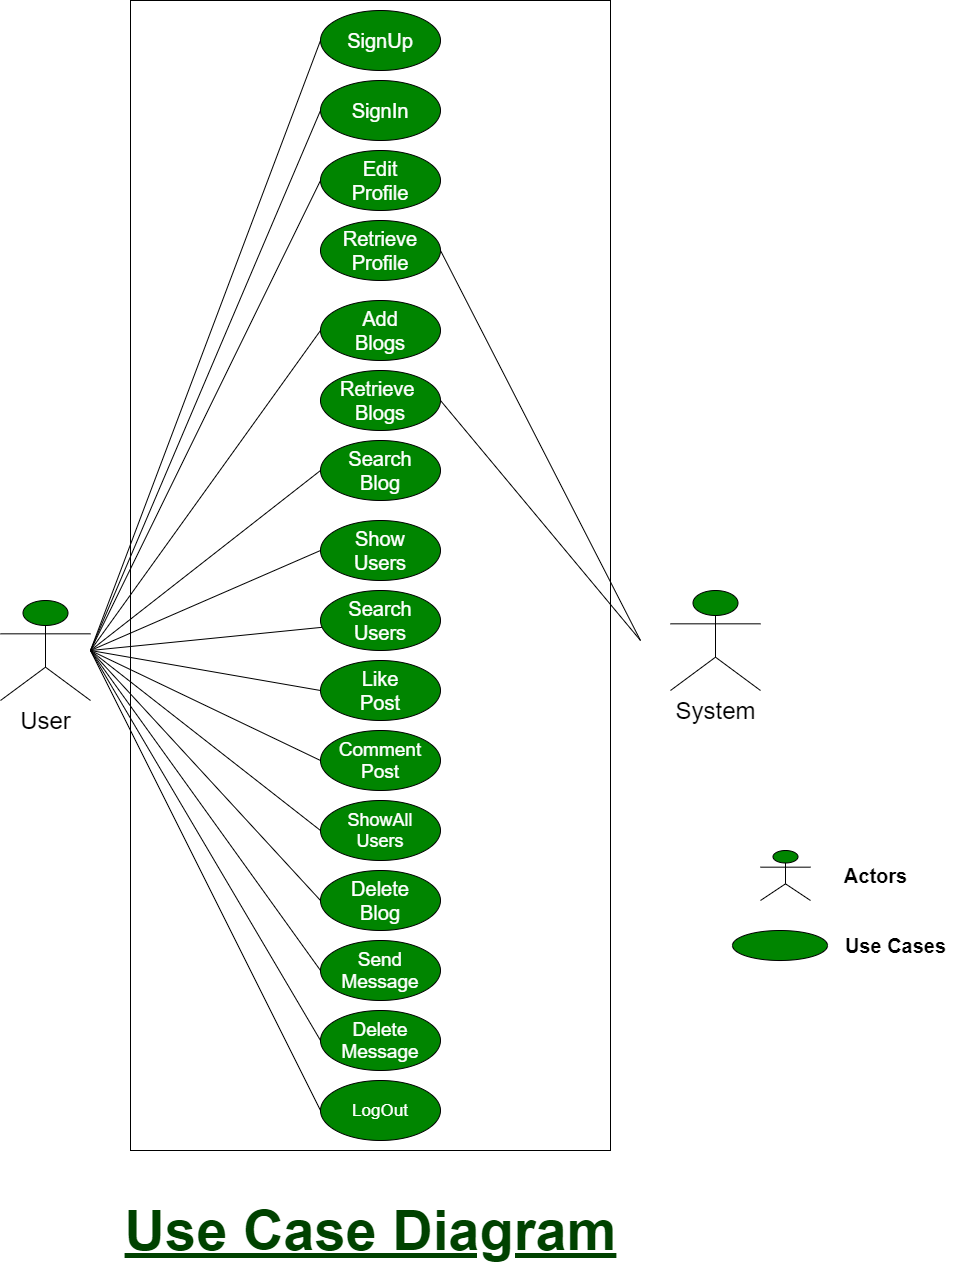 SignUp
SignIn
Edit
Profile
Retrieve
Profile
Add
Blogs
Retrieve
Blogs
Search
Blog
Show
Users
Search
Users
Like
Post
Comment
Post
ShowAll
Users
Delete
Blog
Send
Message
Delete
Message
LogOut
User
System
Actors
Use Cases
Use Case Diagram